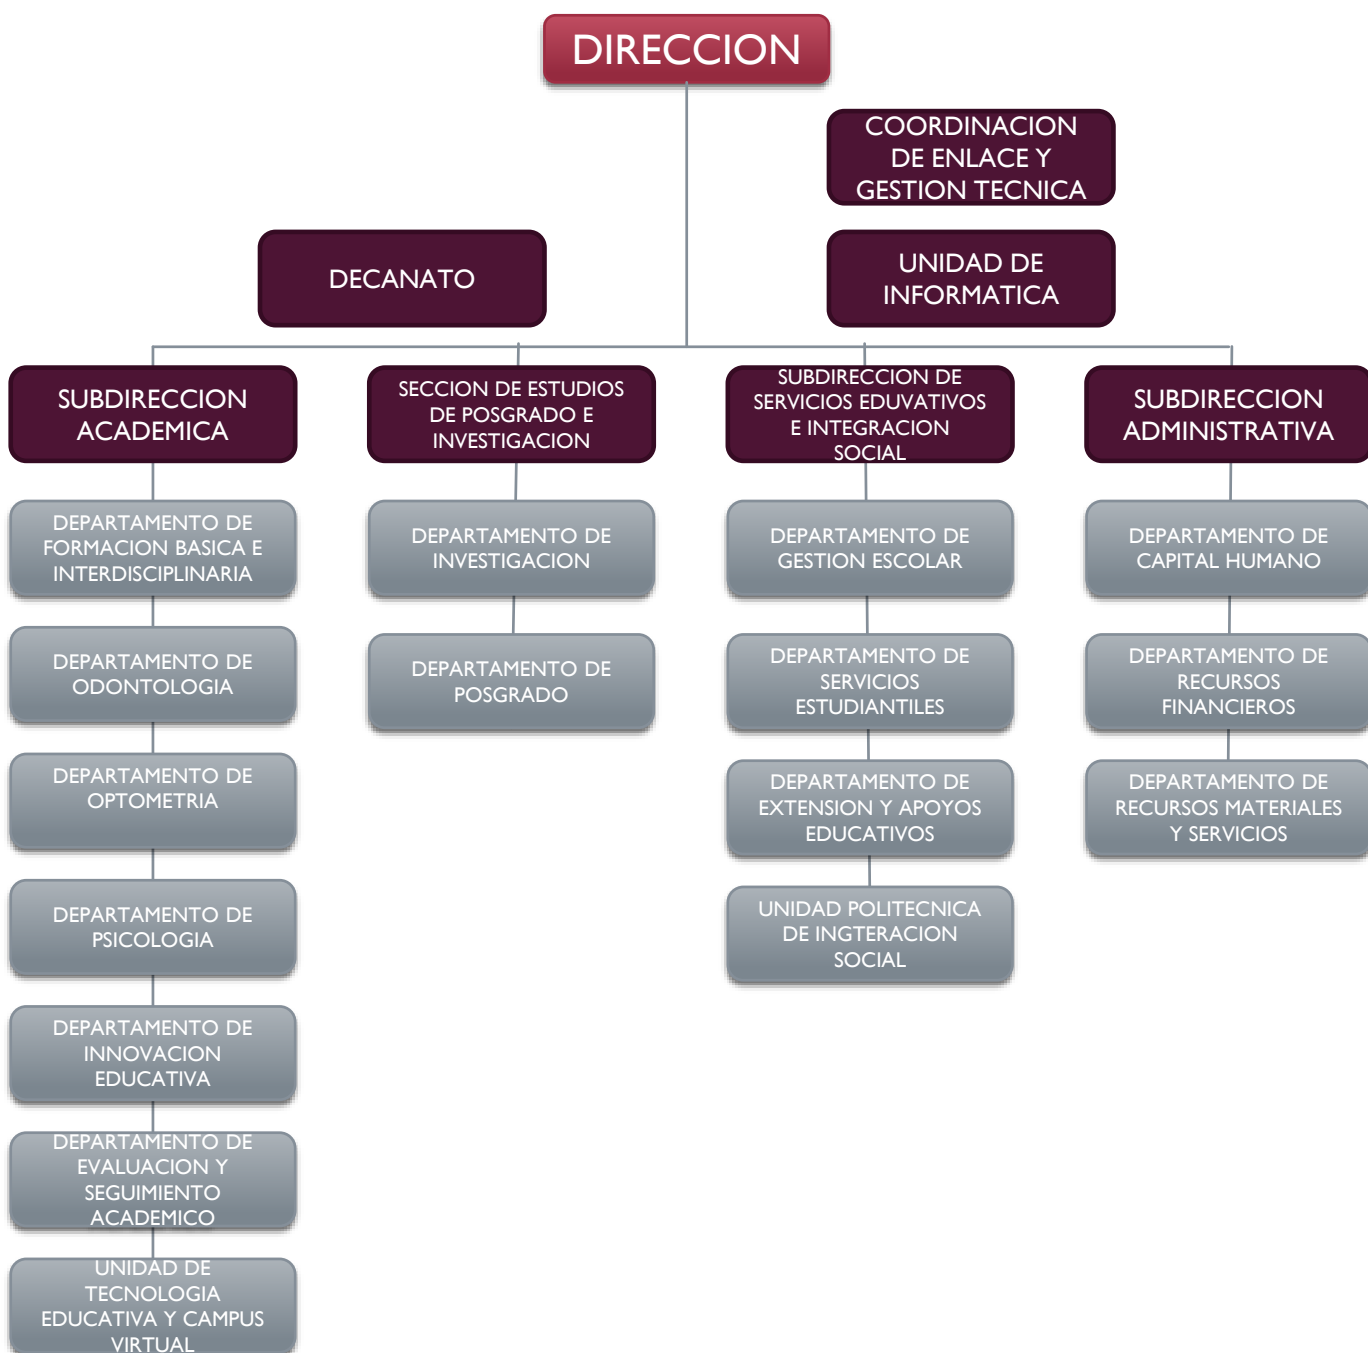 DIRECCION
COORDINACION
DE ENLACE Y
GESTION TECNICA
DECANATO
UNIDAD DE
INFORMATICA
SUBDIRECCION
ACADEMICA
SECCION DE ESTUDIOS
DE POSGRADO E
INVESTIGACION
SUBDIRECCION DE
SERVICIOS EDUVATIVOS
E INTEGRACION
SOCIAL
SUBDIRECCION
ADMINISTRATIVA
DEPARTAMENTO DE
FORMACION BASICA E
INTERDISCIPLINARIA
DEPARTAMENTO DE
INVESTIGACION
DEPARTAMENTO DE
GESTION ESCOLAR
DEPARTAMENTO DE
CAPITAL HUMANO
DEPARTAMENTO DE
ODONTOLOGIA
DEPARTAMENTO DE
POSGRADO
DEPARTAMENTO DE
SERVICIOS
ESTUDIANTILES
DEPARTAMENTO DE
RECURSOS
FINANCIEROS
DEPARTAMENTO DE
OPTOMETRIA
DEPARTAMENTO DE
EXTENSION Y APOYOS
EDUCATIVOS
DEPARTAMENTO DE
RECURSOS MATERIALES
Y SERVICIOS
DEPARTAMENTO DE
PSICOLOGIA
UNIDAD POLITECNICA
DE INGTERACION
SOCIAL
DEPARTAMENTO DE
INNOVACION
EDUCATIVA
DEPARTAMENTO DE
EVALUACION Y
SEGUIMIENTO
ACADEMICO
UNIDAD DE
TECNOLOGIA
EDUCATIVA Y CAMPUS
VIRTUAL